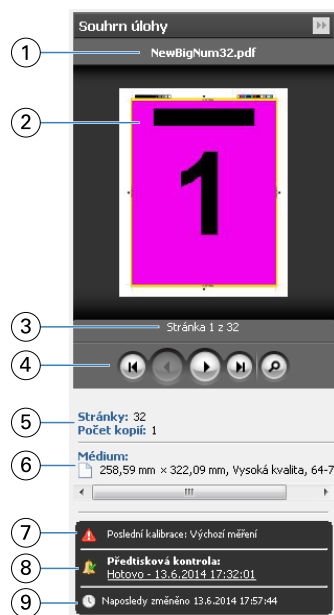 Souhrn úlohy
1 NewBigNum32.pdf
2
1
3 Stránka 1 z 32
4
5 Stránky: 32
Počet kopií: 1
6 Médium:
258,59 mm × 322,09 mm, Vysoká kvalita, 64-7
7 Poslední kalibrace: Výchozí měření
8 Předtisková kontrola:
Hotovo - 13.6.2014 17:32:01
9 Naposledy změněno 13.6.2014 17:57:44